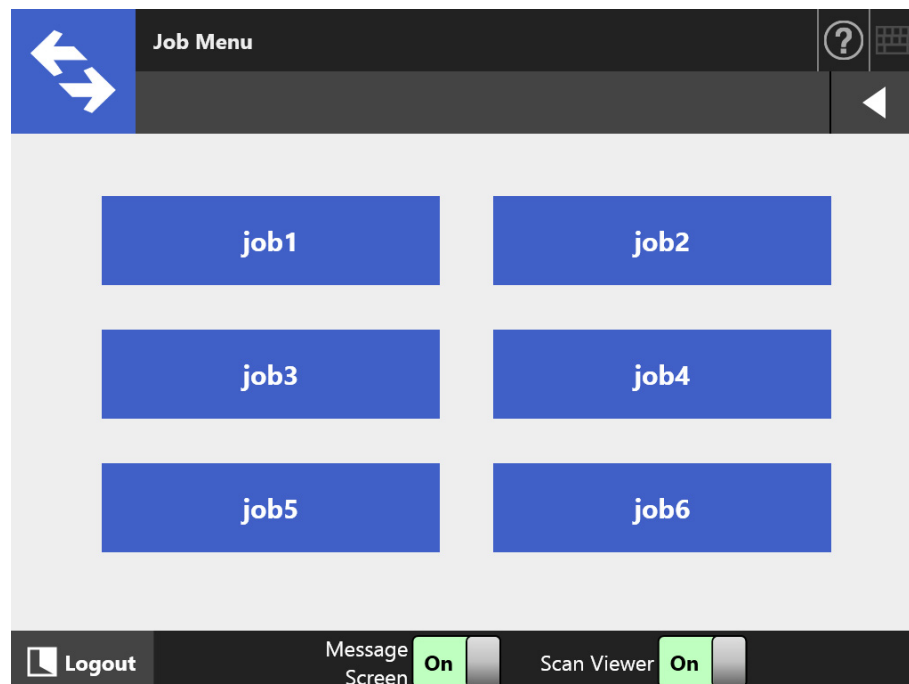 Job Menu
?
job1
job2
job3
job4
job5
job6
Logout
Message
Screen
On
Scan Viewer
On